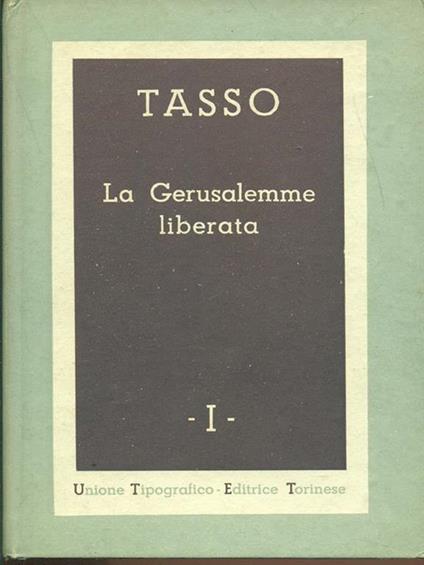 TASSO
La Gerusalemme
liberata
- I -
Unione Tipografico - Editrice Torinese